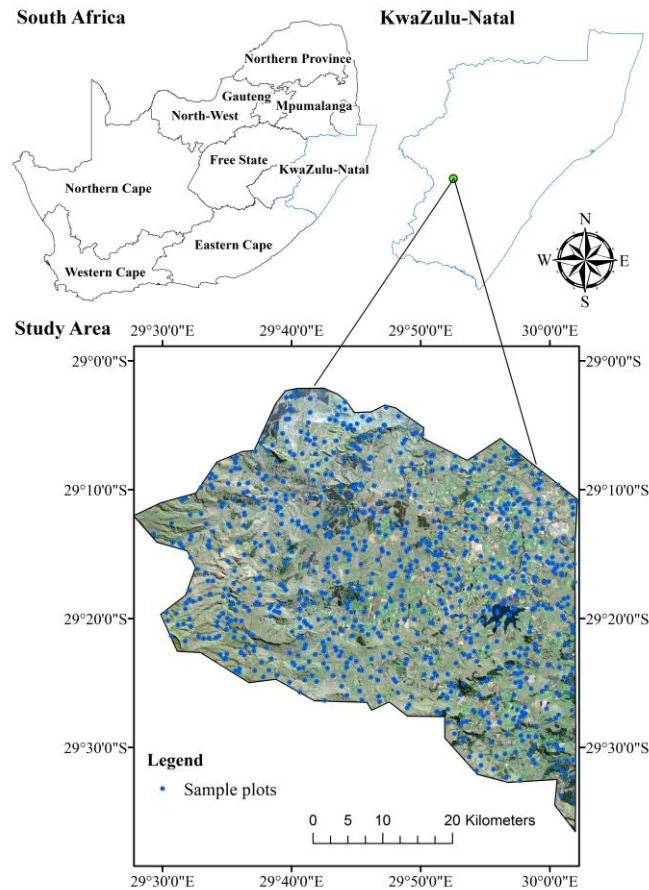 South Africa
KwaZulu-Natal
Northern Province
Gauteng
Mpumalanga
North-West
Free State
KwaZulu-Natal
Northern Cape
Eastern Cape
Western Cape
N
W E
S
Study Area
29°30'0"E 29°40'0"E 29°50'0"E 30°0'0"E
29°0'0"S 29°0'0"S
29°10'0"S 29°10'0"S
29°20'0"S 29°20'0"S
29°30'0"S 29°30'0"S
Legend
Sample plots
0 5 10 20 Kilometers
29°30'0"E 29°40'0"E 29°50'0"E 30°0'0"E